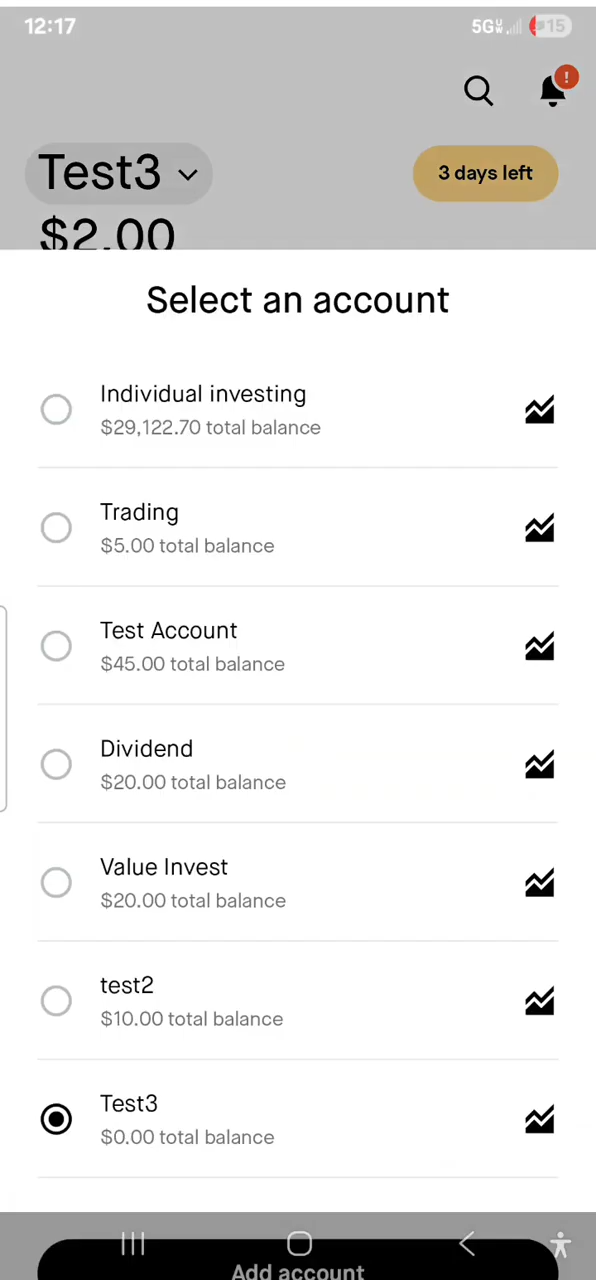 12:17
5G UW 15
!
Test3
3 days left
$2.00
Select an account
Individual investing
$29,122.70 total balance
Trading
$5.00 total balance
Test Account
$45.00 total balance
Dividend
$20.00 total balance
Value Invest
$20.00 total balance
test2
$10.00 total balance
Test3
$0.00 total balance
Add account